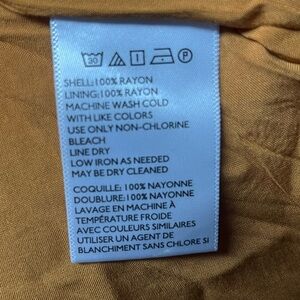 30 P
SHELL:100% RAYON
LINING:100% RAYON
MACHINE WASH COLD
WITH LIKE COLORS
USE ONLY NON-CHLORINE
BLEACH
LINE DRY
LOW IRON AS NEEDED
MAY BE DRY CLEANED
COQUILLE: 100% NAYONNE
DOUBLURE: 100% NAYONNE
LAVAGE EN MACHINE À
TEMPÉRATURE FROIDE
AVEC COULEURS SIMILAIRES
UTILISER UN AGENT DE
BLANCHIMENT SANS CHLORE SI